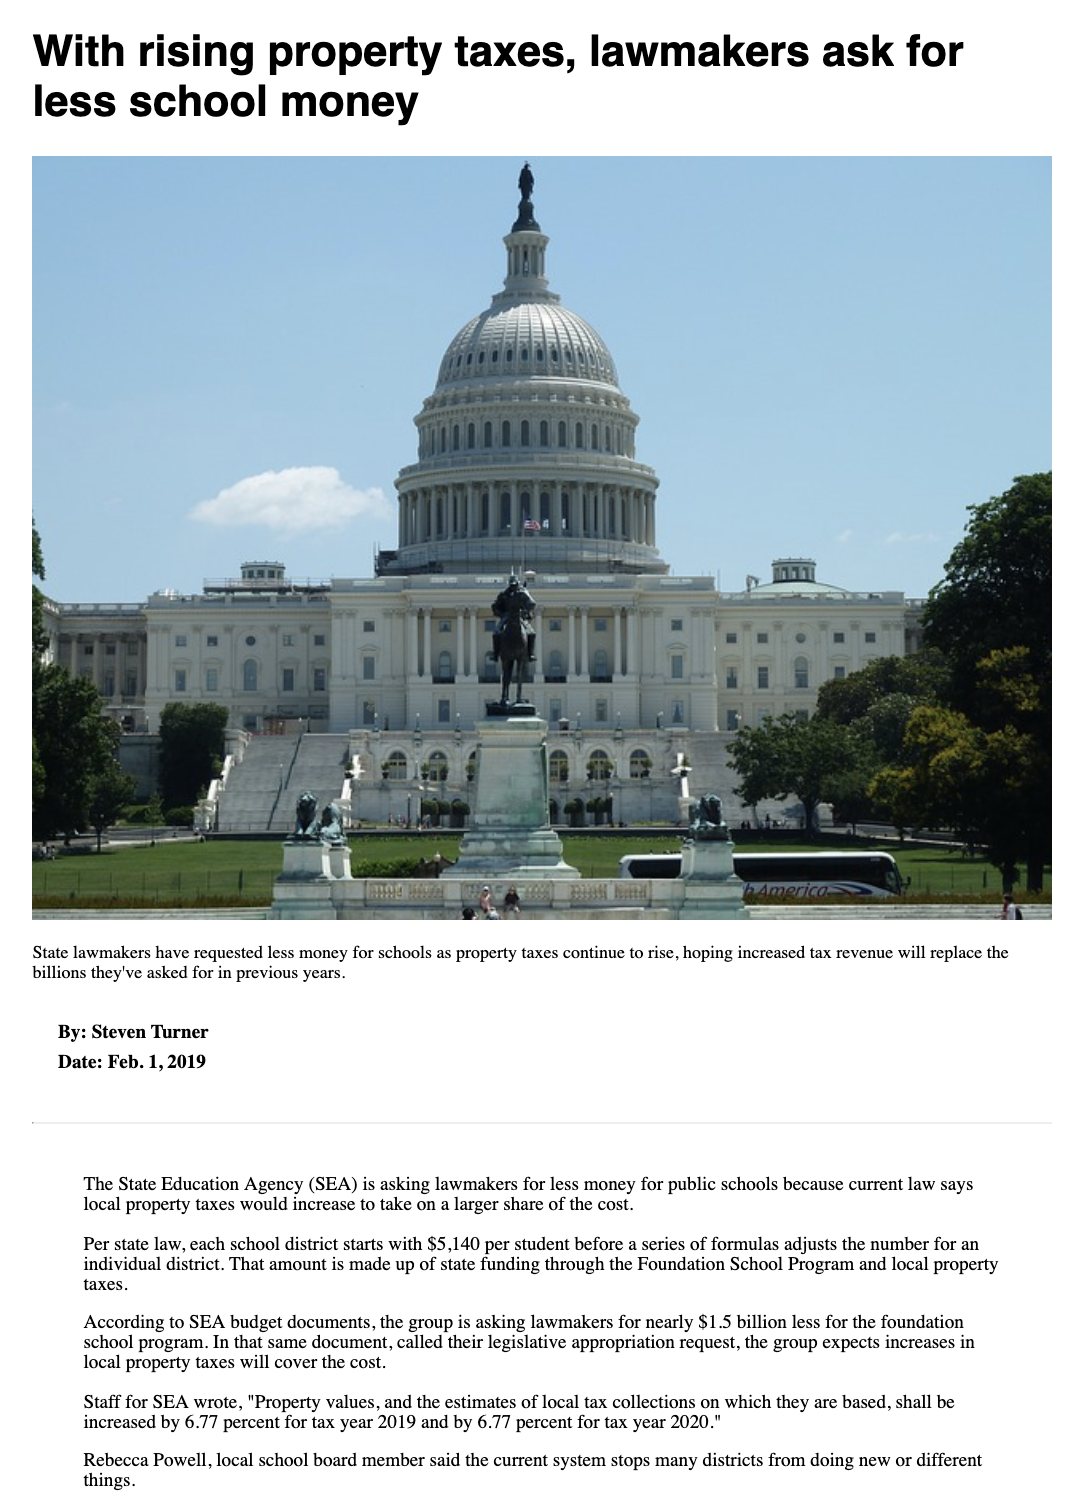 With rising property taxes, lawmakers ask for
less school money
h America
State lawmakers have requested less money for schools as property taxes continue to rise, hoping increased tax revenue will replace the
billions they've asked for in previous years.
By: Steven Turner
Date: Feb. 1, 2019
The State Education Agency (SEA) is asking lawmakers for less money for public schools because current law says
local property taxes would increase to take on a larger share of the cost.
Per state law, each school district starts with $5,140 per student before a series of formulas adjusts the number for an
individual district. That amount is made up of state funding through the Foundation School Program and local property
taxes.
According to SEA budget documents, the group is asking lawmakers for nearly $1.5 billion less for the foundation
school program. In that same document, called their legislative appropriation request, the group expects increases in
local property taxes will cover the cost.
Staff for SEA wrote, "Property values, and the estimates of local tax collections on which they are based, shall be
increased by 6.77 percent for tax year 2019 and by 6.77 percent for tax year 2020."
Rebecca Powell, local school board member said the current system stops many districts from doing new or different
things.